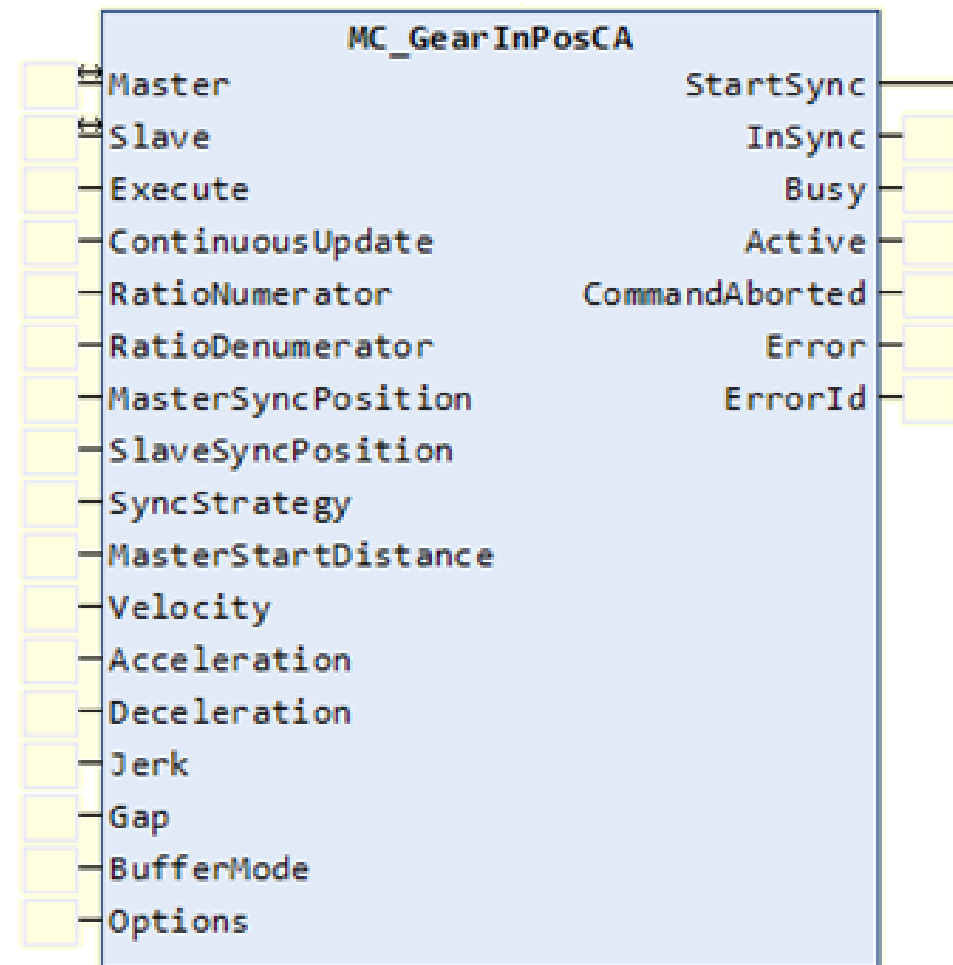 MC_GearInPosCA
Master StartSync
Slave InSync
Execute Busy
ContinuousUpdate Active
RatioNumerator CommandAborted
RatioDenumerator Error
MasterSyncPosition ErrorId
SlaveSyncPosition
SyncStrategy
MasterStartDistance
Velocity
Acceleration
Deceleration
Jerk
Gap
BufferMode
Options